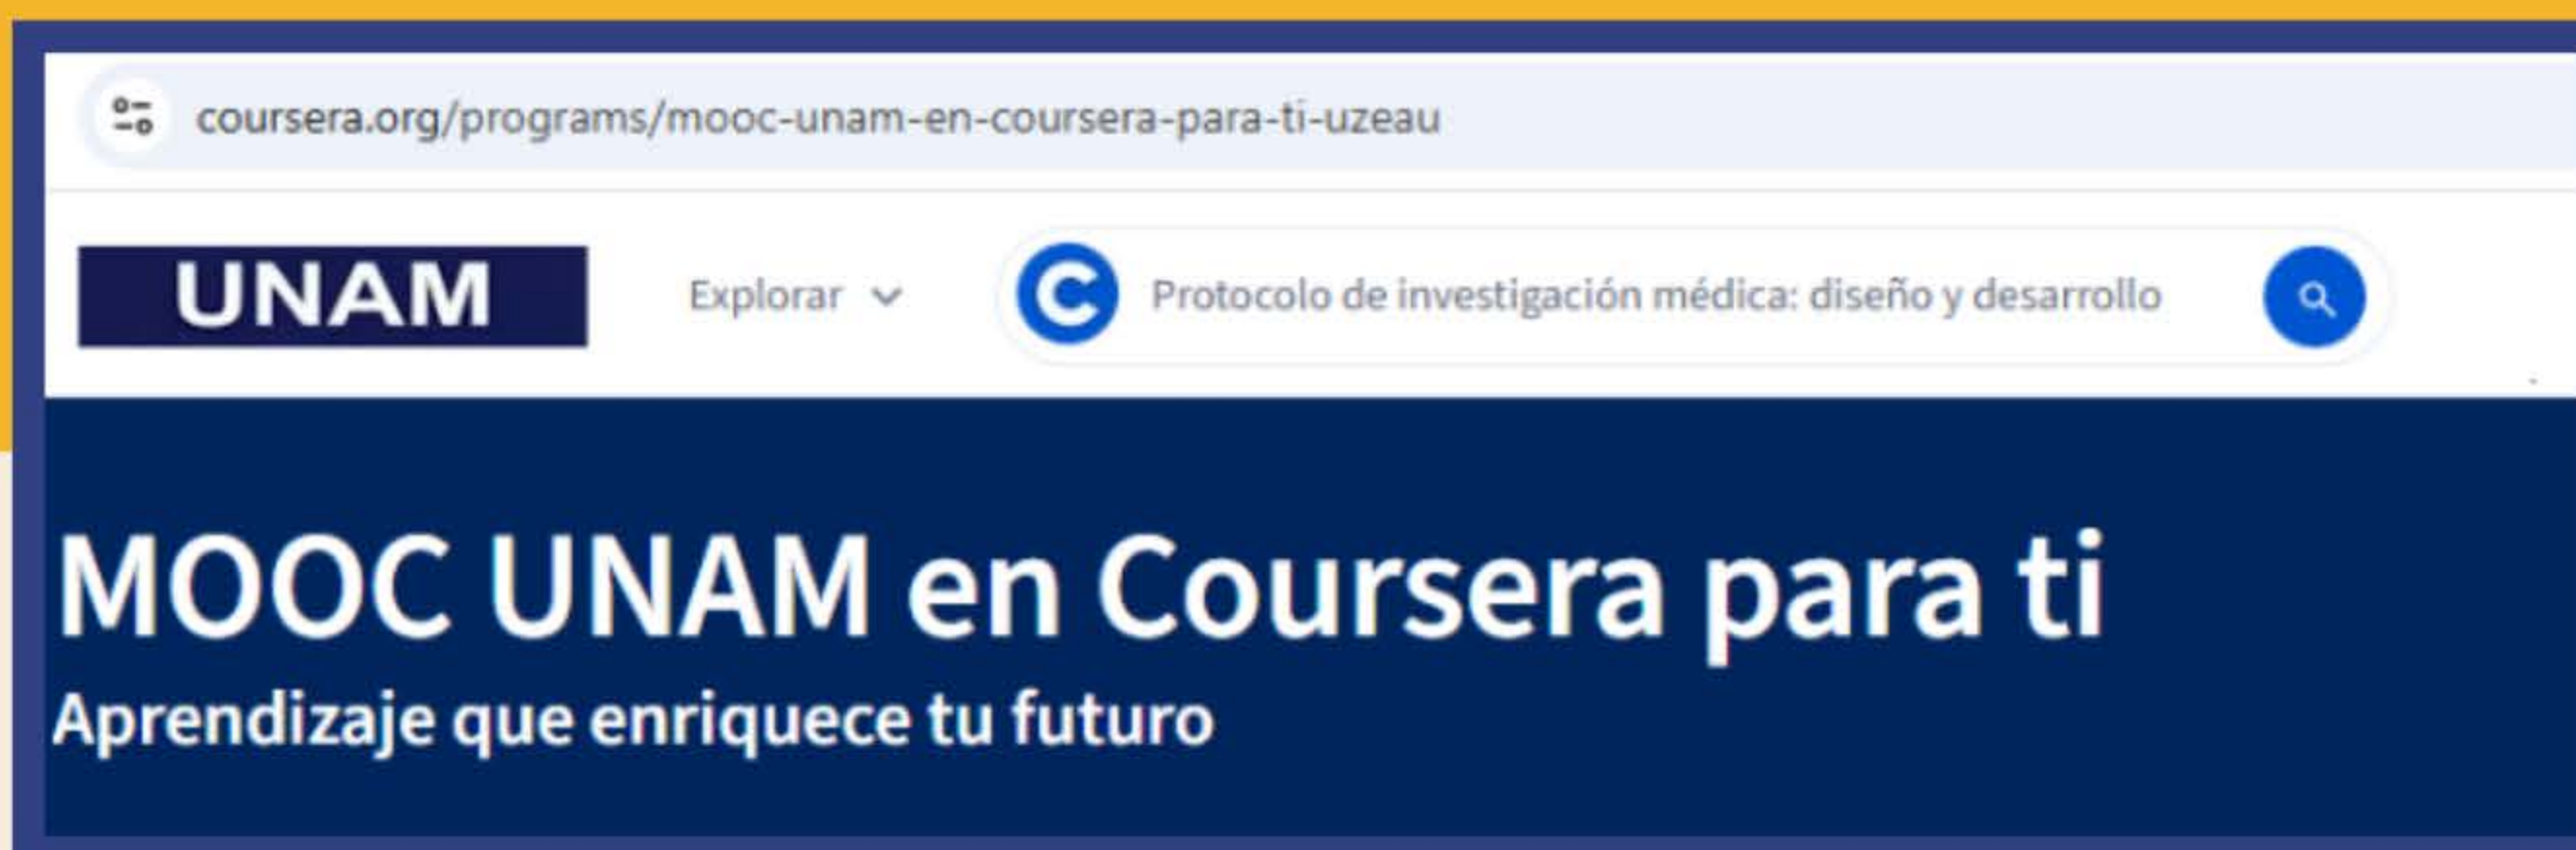 coursera.org/programs/mooc-unam-en-coursera-para-ti-uzeau
UNAM Explorar C Protocolo de investigación médica: diseño y desarrollo
MOOC UNAM en Coursera para ti
Aprendizaje que enriquece tu futuro